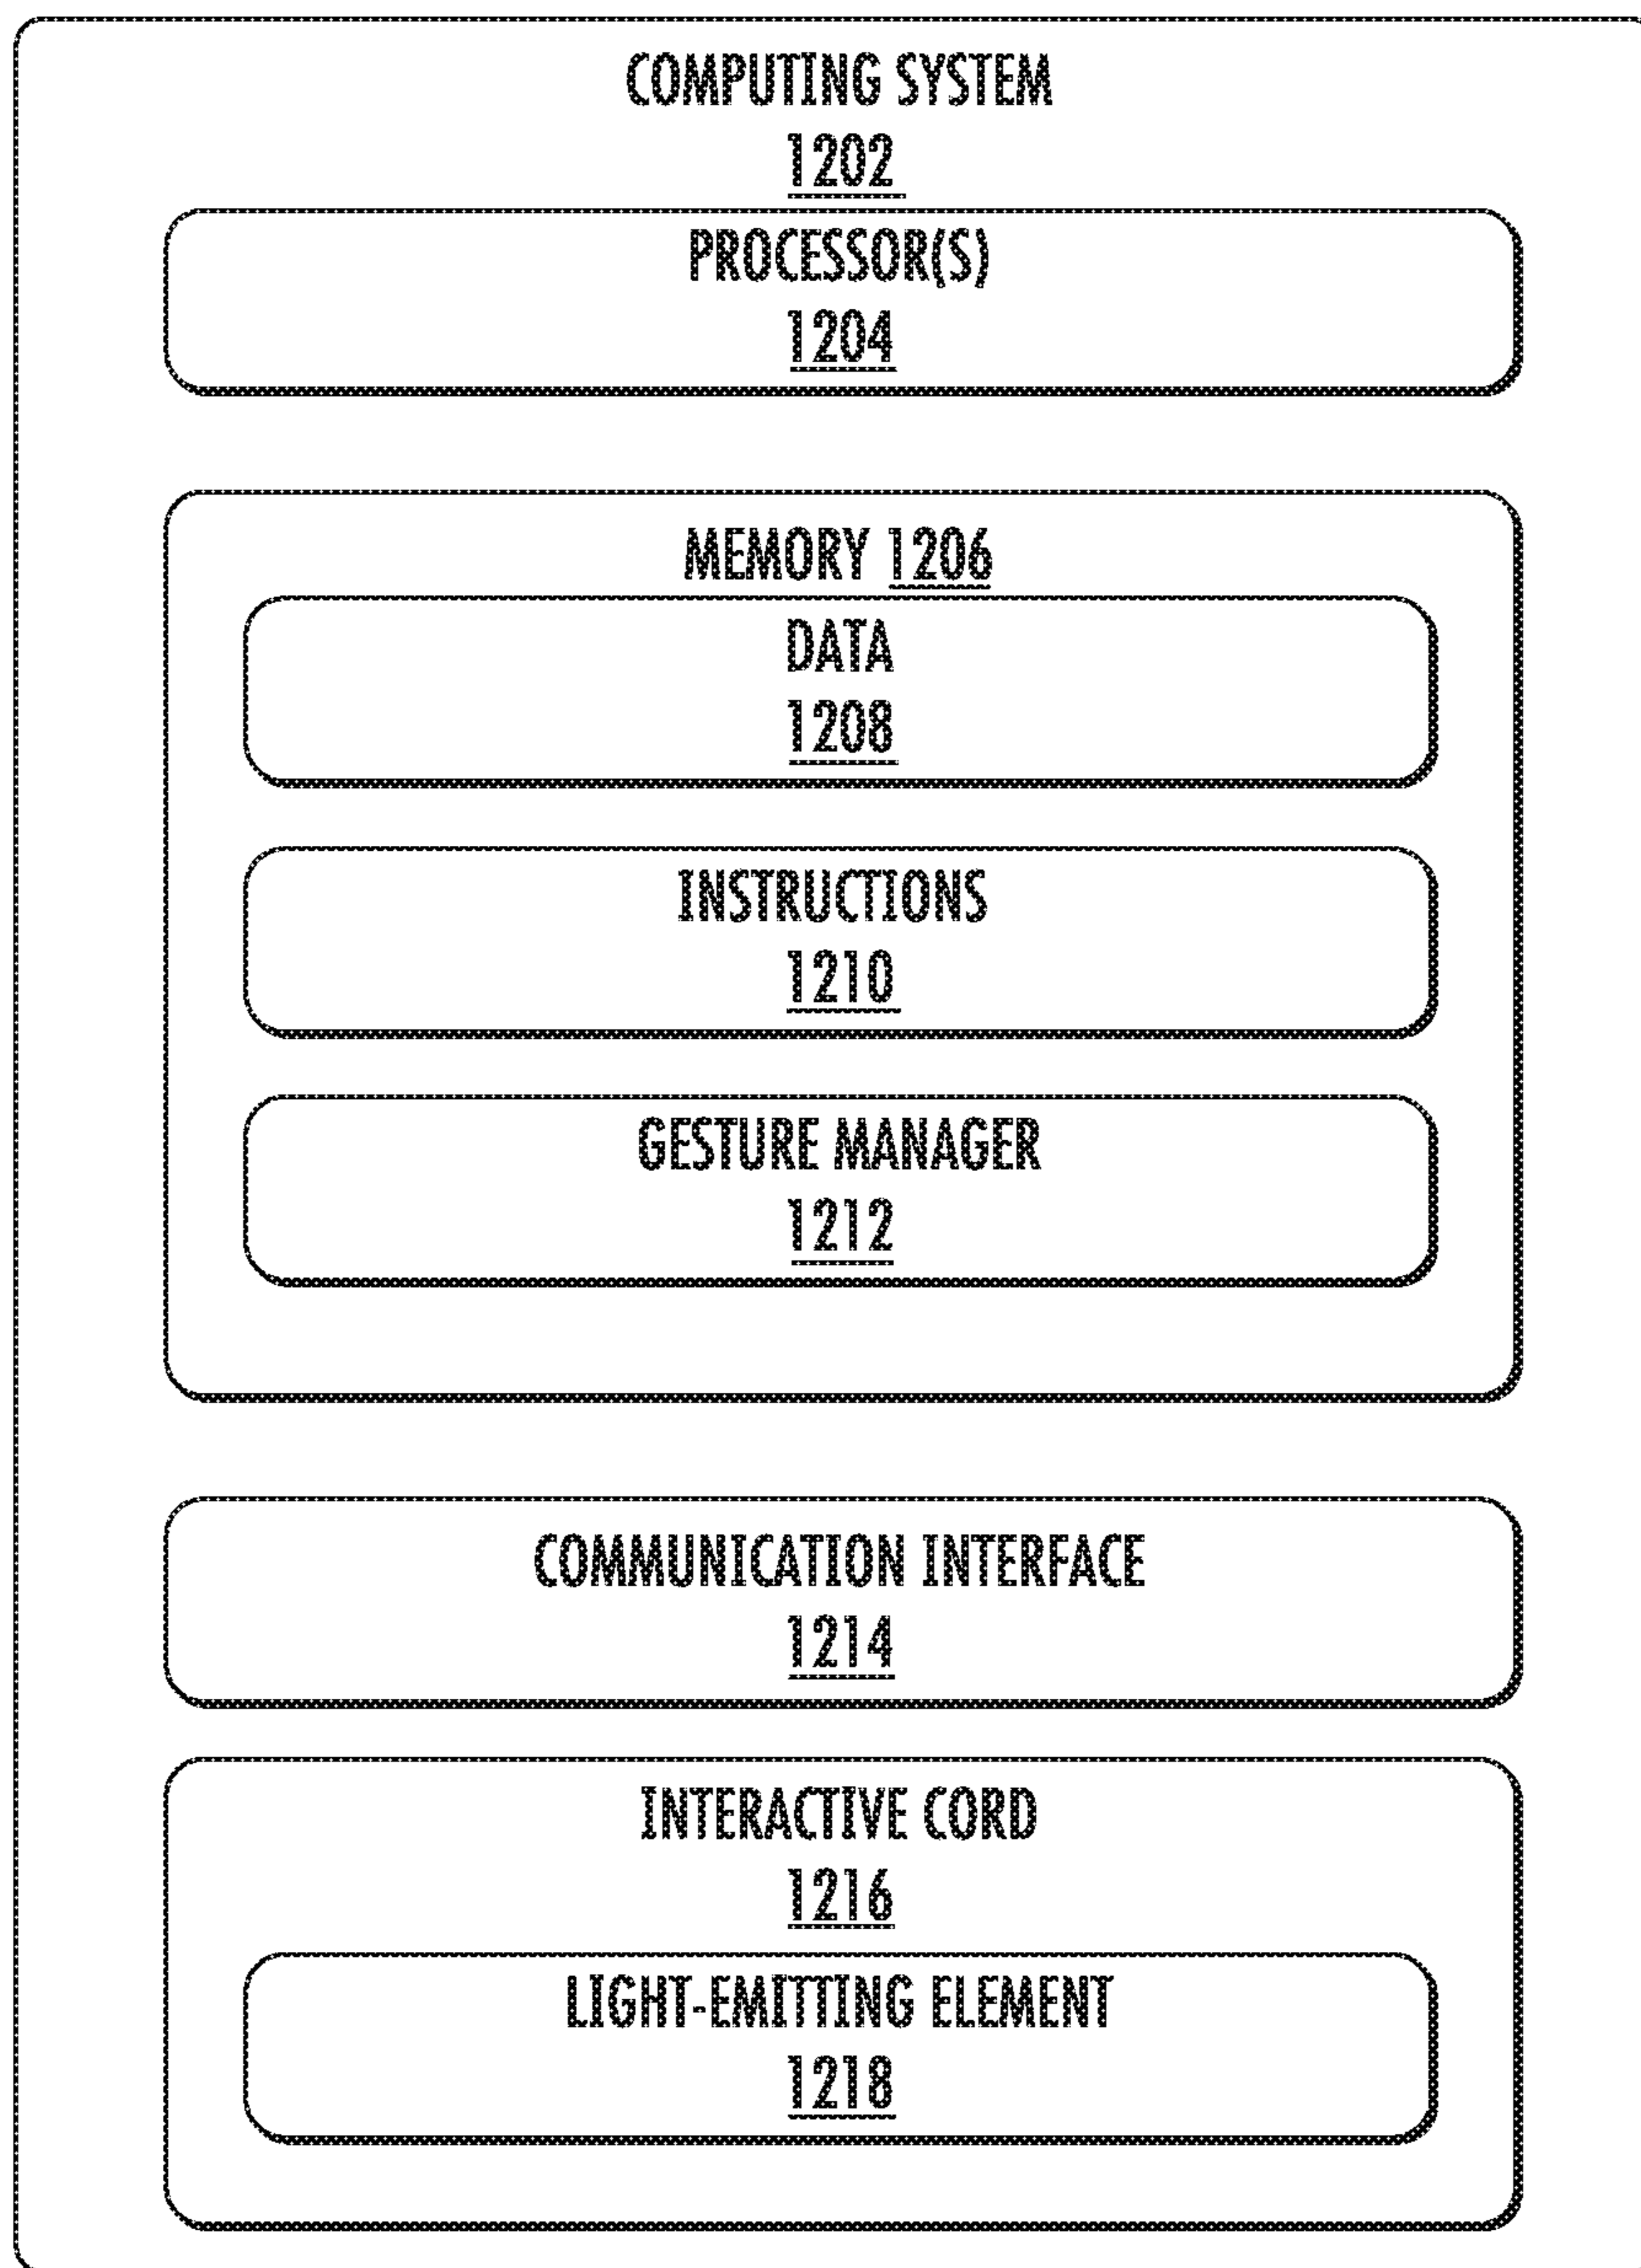 COMPUTING SYSTEM
1202
PROCESSOR(S)
1204
MEMORY 1206
DATA
1208
INSTRUCTIONS
1210
GESTURE MANAGER
1212
COMMUNICATION INTERFACE
1214
INTERACTIVE CORD
1216
LIGHT-EMITTING ELEMENT
1218